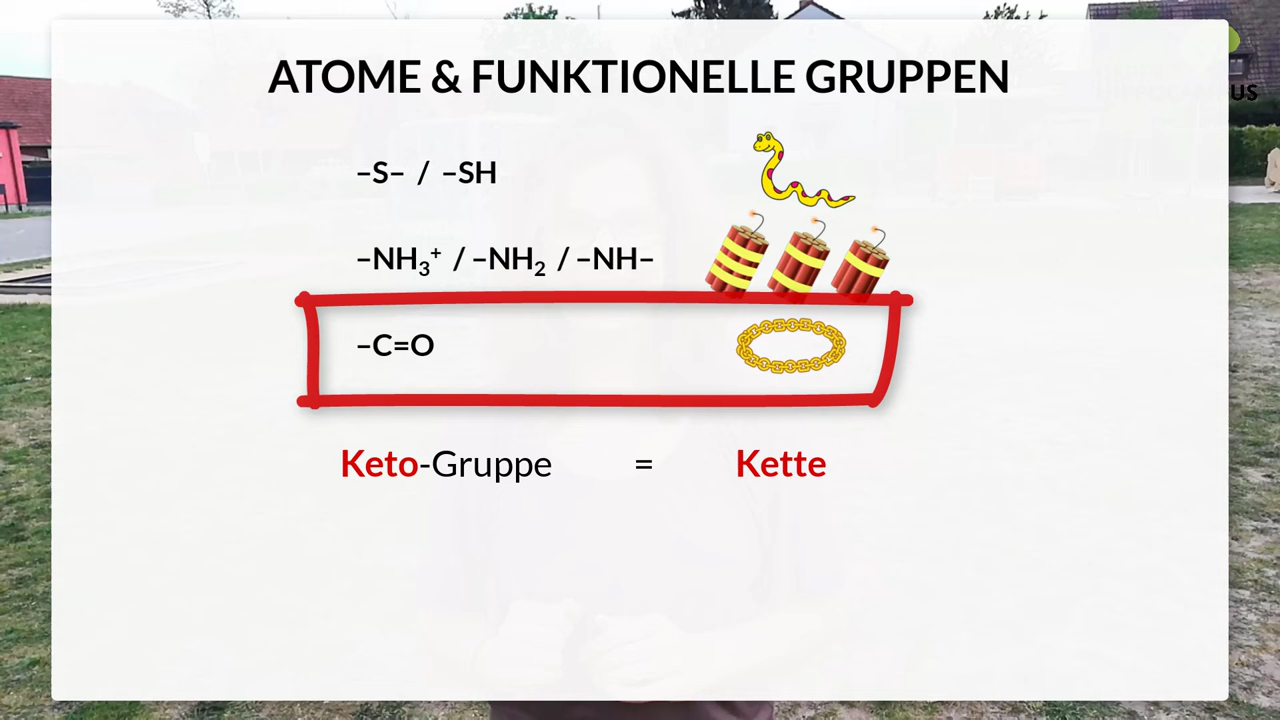 ATOME & FUNKTIONELLE GRUPPEN
–S– / –SH
–NH₃⁺ / –NH₂ / –NH–
–C=O
Keto-Gruppe = Kette